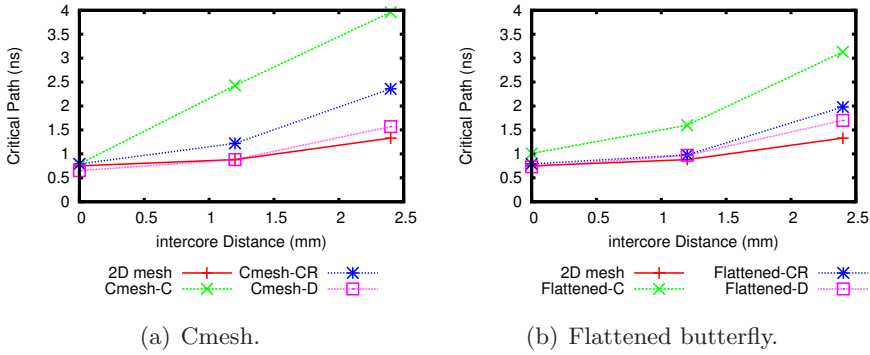 4
3.5
3
2.5
2
1.5
1
0.5
0
Critical Path (ns)
0 0.5 1 1.5 2 2.5
intercore Distance (mm)
2D mesh Cmesh-CR
Cmesh-C Cmesh-D
(a) Cmesh.
4
3.5
3
2.5
2
1.5
1
0.5
0
Critical Path (ns)
0 0.5 1 1.5 2 2.5
intercore Distance (mm)
2D mesh Flattened-CR
Flattened-C Flattened-D
(b) Flattened butterfly.